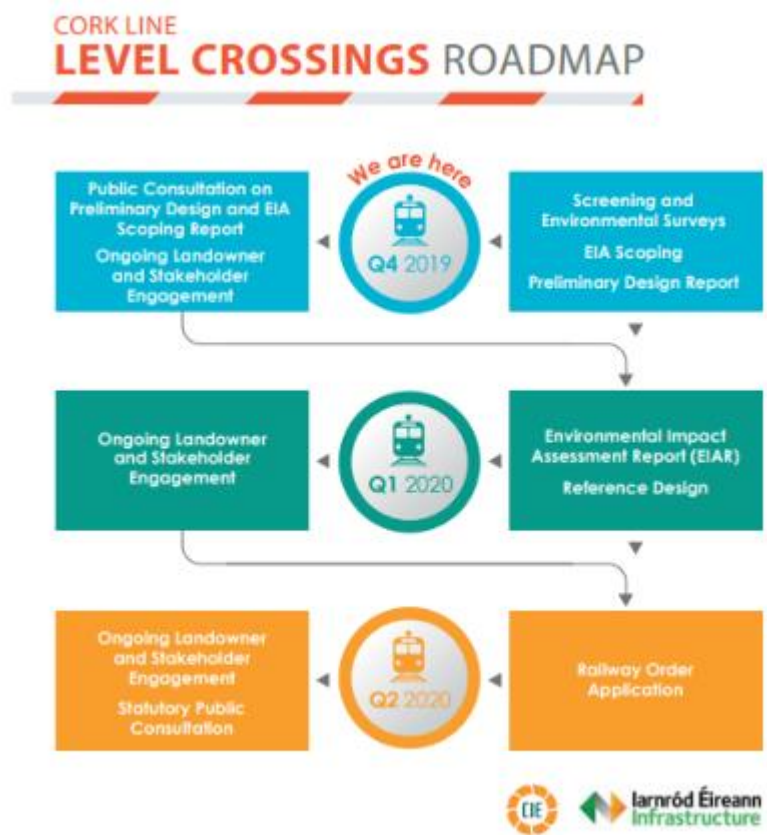 CORK LINE
LEVEL CROSSINGS ROADMAP
We are here
Public Consultation on
Preliminary Design and EIA
Scoping Report
Ongoing Landowner
and Stakeholder
Engagement
Q4 2019
Screening and
Environmental Surveys
EIA Scoping
Preliminary Design Report
Ongoing Landowner
and Stakeholder
Engagement
Q1 2020
Environmental Impact
Assessment Report (EIAR)
Reference Design
Ongoing Landowner
and Stakeholder
Engagement
Statutory Public
Consultation
Q2 2020
Railway Order
Application
CIE
Iarnród Éireann
Infrastructure